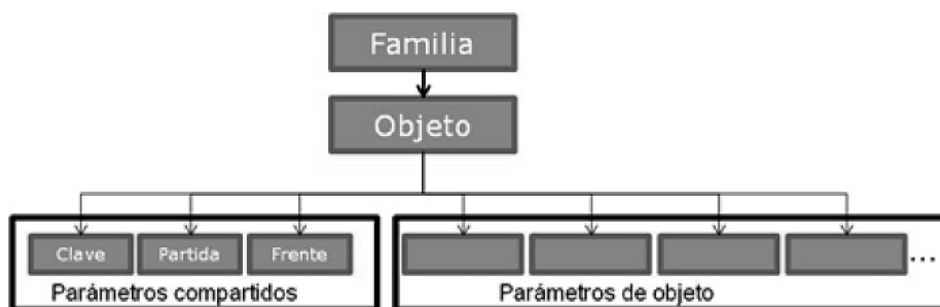 Familia
Objeto
Clave Partida Frente
...
Parámetros compartidos Parámetros de objeto